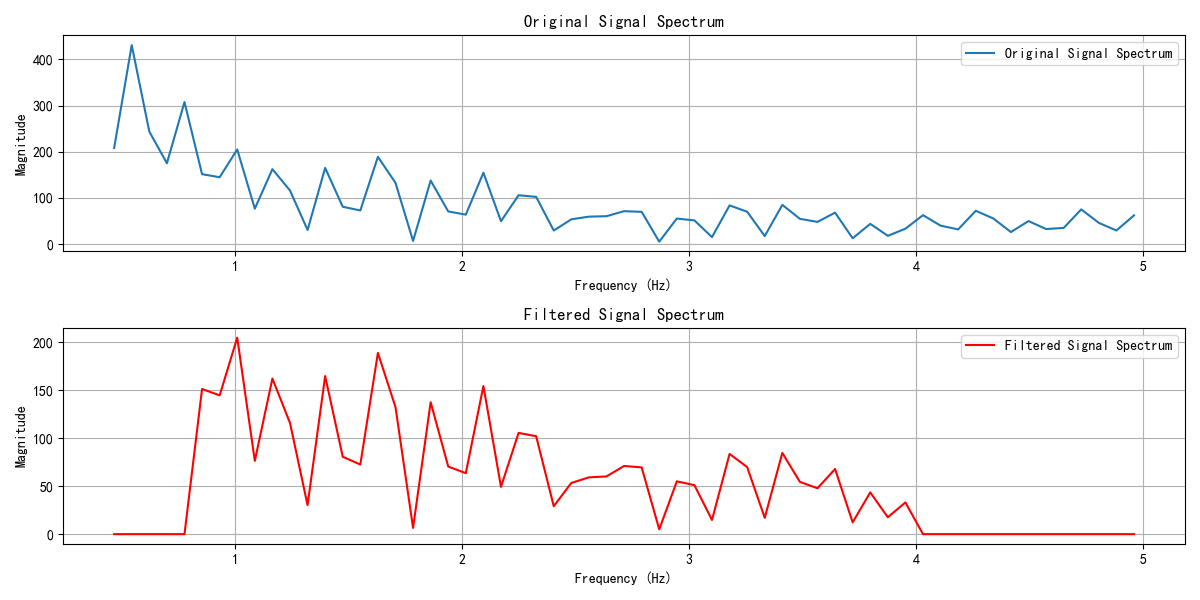 Original Signal Spectrum
Original Signal Spectrum
Magnitude
400
300
200
100
0
1
2
3
4
5
Frequency (Hz)
Filtered Signal Spectrum
Filtered Signal Spectrum
Magnitude
200
150
100
50
0
1
2
3
4
5
Frequency (Hz)